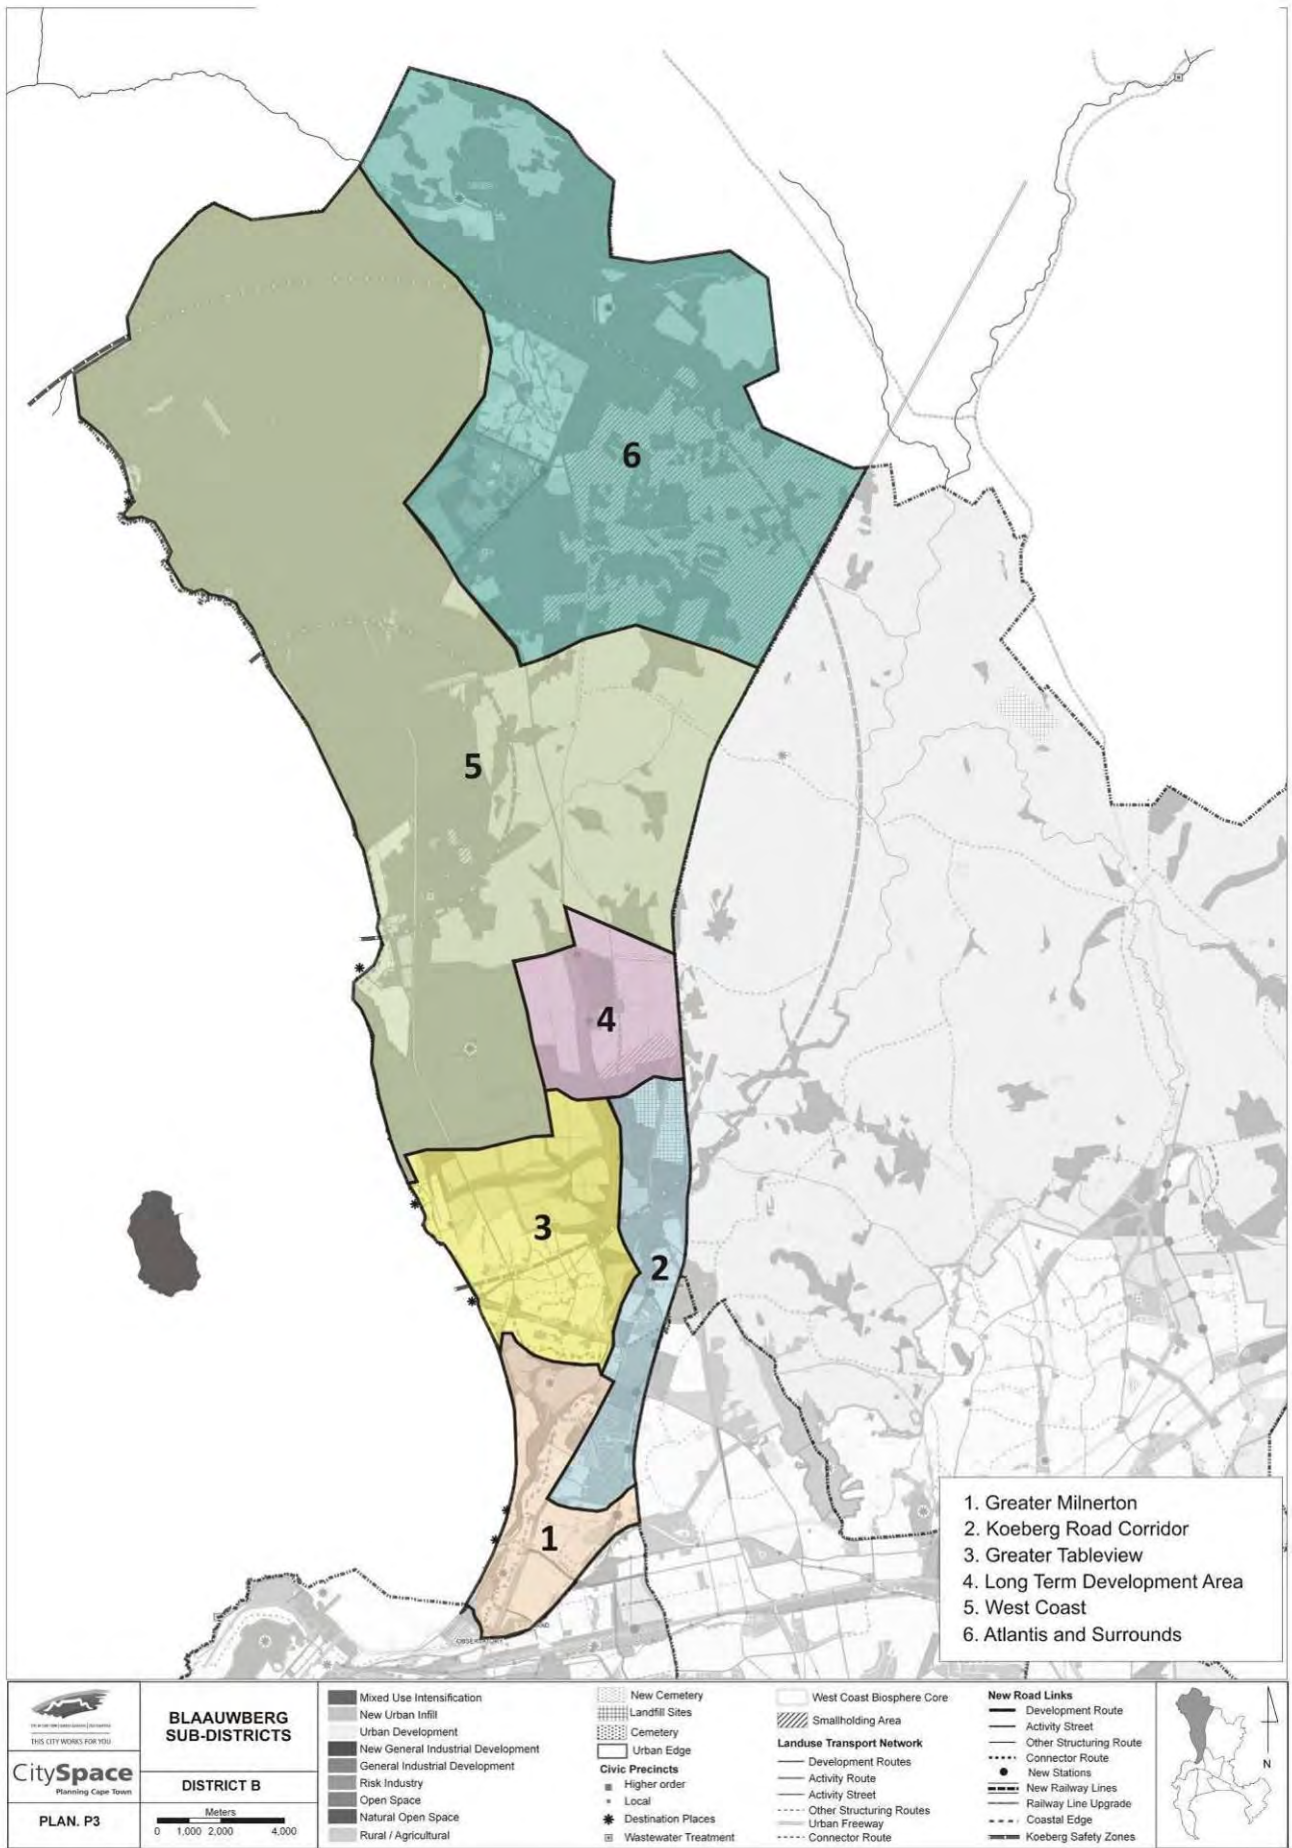 6
5
4
3
2
1
1. Greater Milnerton
2. Koeberg Road Corridor
3. Greater Tableview
4. Long Term Development Area
5. West Coast
6. Atlantis and Surrounds
THIS CITY WORKS FOR YOU
CitySpace
Planning Cape Town
PLAN. P3
BLAAUWBERG
SUB-DISTRICTS
DISTRICT B
Meters
0 1,000 2,000 4,000
Mixed Use Intensification
New Urban Infill
Urban Development
New General Industrial Development
General Industrial Development
Risk Industry
Open Space
Natural Open Space
Rural / Agricultural
New Cemetery
Landfill Sites
Cemetery
Urban Edge
Civic Precincts
Higher order
Local
Destination Places
Wastewater Treatment
West Coast Biosphere Core
Smallholding Area
Landuse Transport Network
Development Routes
Activity Route
Activity Street
Other Structuring Routes
Urban Freeway
Connector Route
New Road Links
Development Route
Activity Street
Other Structuring Route
Connector Route
New Stations
New Railway Lines
Railway Line Upgrade
Coastal Edge
Koeberg Safety Zones
N